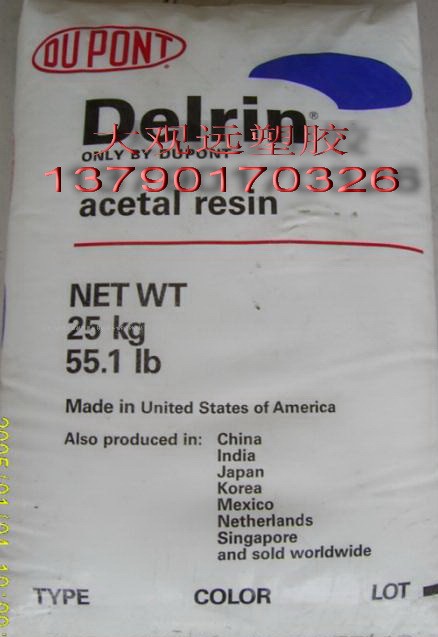 DU PONT
Delrin®
大观远塑胶
ONLY BY DUPONT
13790170326
acetal resin
NET WT
25 kg
55.1 lb
Made in United States of America
Also produced in: China
India
Japan
Korea
Mexico
Netherlands
Singapore
and sold worldwide
TYPE COLOR LOT